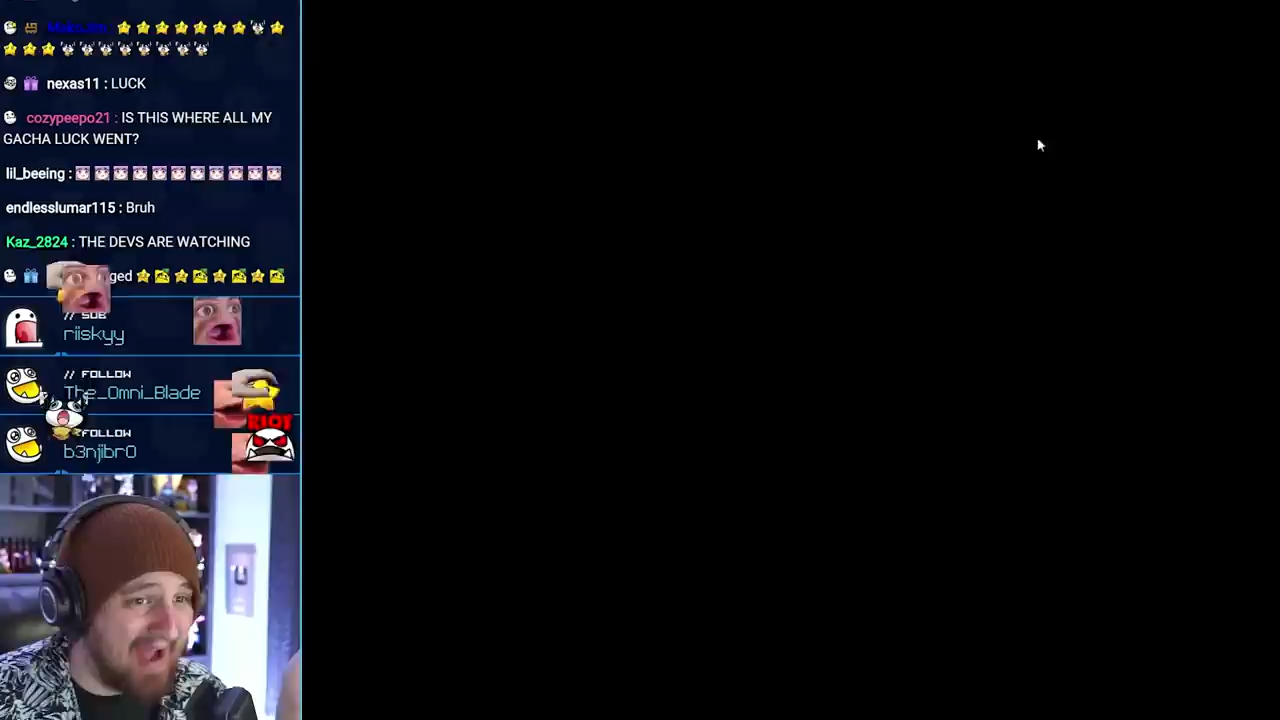 nexas11 : LUCK
cozypeepo21 : IS THIS WHERE ALL MY
GACHA LUCK WENT?
lil_beeing :
endlesslumar115 : Bruh
Kaz_2824 : THE DEVS ARE WATCHING
ged
// SUB
riiskyy
// FOLLOW
The_Omni_Blade
FOLLOW
b3njibr0
RIOT